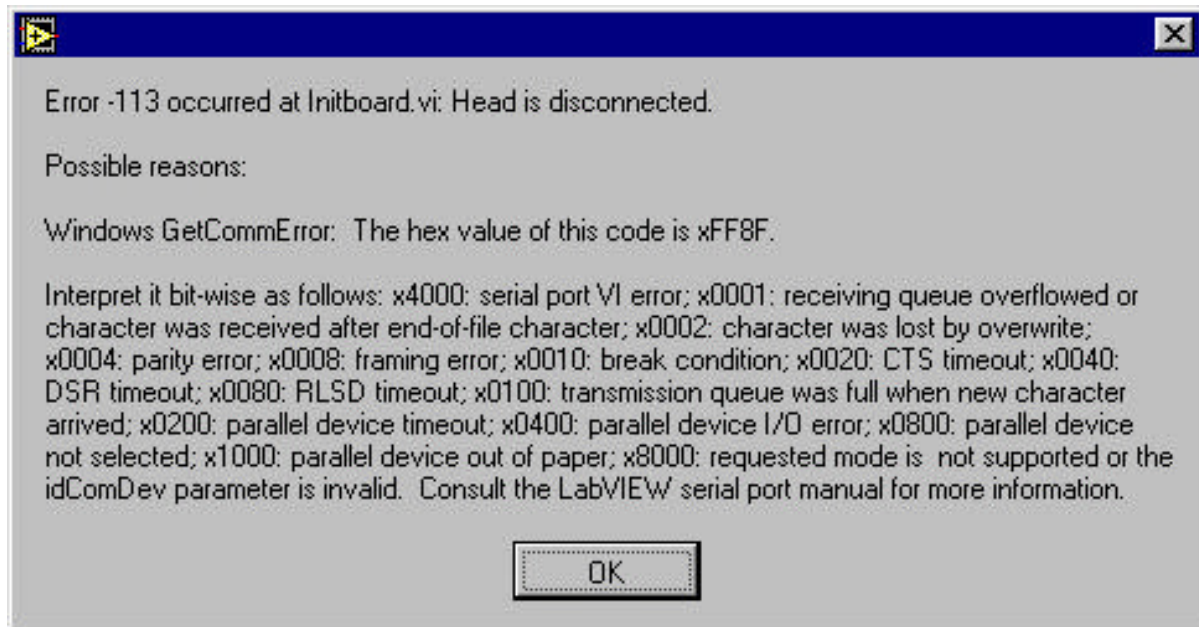 Error -113 occurred at Initboard.vi: Head is disconnected.
Possible reasons:
Windows GetCommError:  The hex value of this code is xFF8F.
Interpret it bit-wise as follows: x4000: serial port VI error; x0001: receiving queue overflowed or
character was received after end-of-file character; x0002: character was lost by overwrite;
x0004: parity error; x0008: framing error; x0010: break condition; x0020: CTS timeout; x0040:
DSR timeout; x0080: RLSD timeout; x0100: transmission queue was full when new character
arrived; x0200: parallel device timeout; x0400: parallel device I/O error; x0800: parallel device
not selected; x1000: parallel device out of paper; x8000: requested mode is  not supported or the
idComDev parameter is invalid.  Consult the LabVIEW serial port manual for more information.
OK